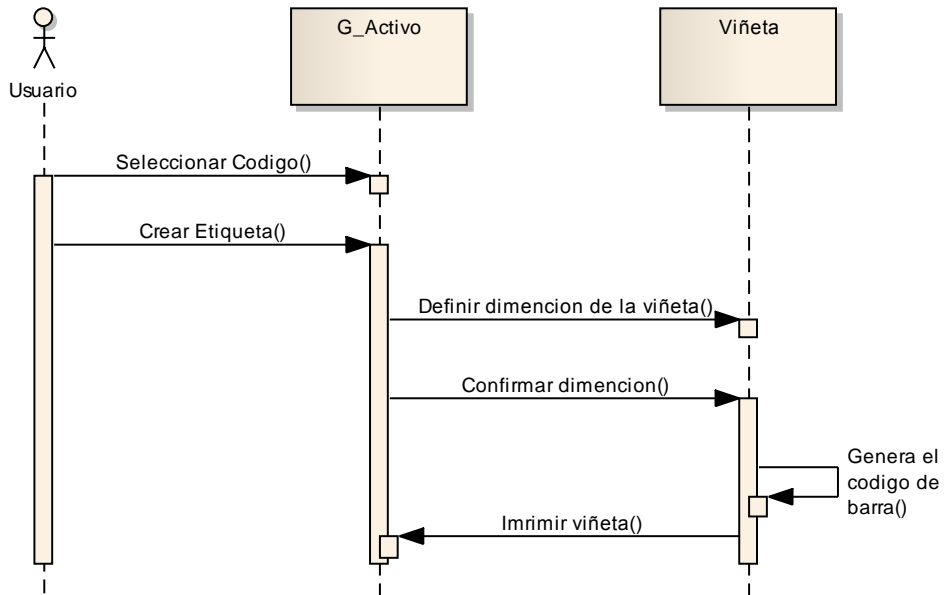 G_Activo
Viñeta
Usuario
Seleccionar Codigo()
Crear Etiqueta()
Definir dimencion de la viñeta()
Confirmar dimencion()
Genera el
codigo de
barra()
Imrimir viñeta()